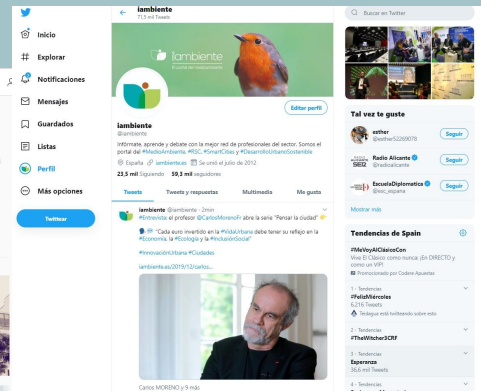 iambiente
71,5 mil Tweets
Buscar en Twitter
Inicio
Explorar
Notificaciones
Mensajes
Guardados
Listas
Perfil
Más opciones
Twittear
iambiente
Editar perfil
iambiente
@iambiente
Infórmate, aprende y debate con la mejor red de profesionales del sector. Somos el
portal del #MedioAmbiente, #RSC, #SmartCities y #DesarrolloUrbanoSostenible
España iambiente.es Se unió el julio de 2012
23,5 mil Siguiendo 59,3 mil seguidores
Tweets Tweets y respuestas Multimedia Me gusta
iambiente @iambiente · 2min
#Entrevista: el profesor @CarlosMorenoFr abre la serie "Pensar la ciudad"
"Cada euro invertido en la #VidaUrbana debe tener su reflejo en la
#Economía, la #Ecología y la #InclusiónSocial"
#InnovaciónUrbana #Ciudades
iambiente.es/2019/12/carlos...
Carlos MORENO y 9 más
Tal vez te guste
esther
@esther52269078
Seguir
Radio Alicante
@radioalicante
Seguir
EscuelaDiplomatica
@esc_espana
Seguir
Mostrar más
Tendencias de Spain
#MeVoyAlClásicoCon
Vive El Clásico como nunca: ¡En DIRECTO y
como un VIP!
Promocionado por Codere Apuestas
1 · Tendencias
#FelizMiércoles
6.216 Tweets
Teldegue está twitteando sobre esto
2 · Tendencias
#TheWitcher3CRF
3 · Tendencias
Esperanza
36,6 mil Tweets
4 · Tendencias